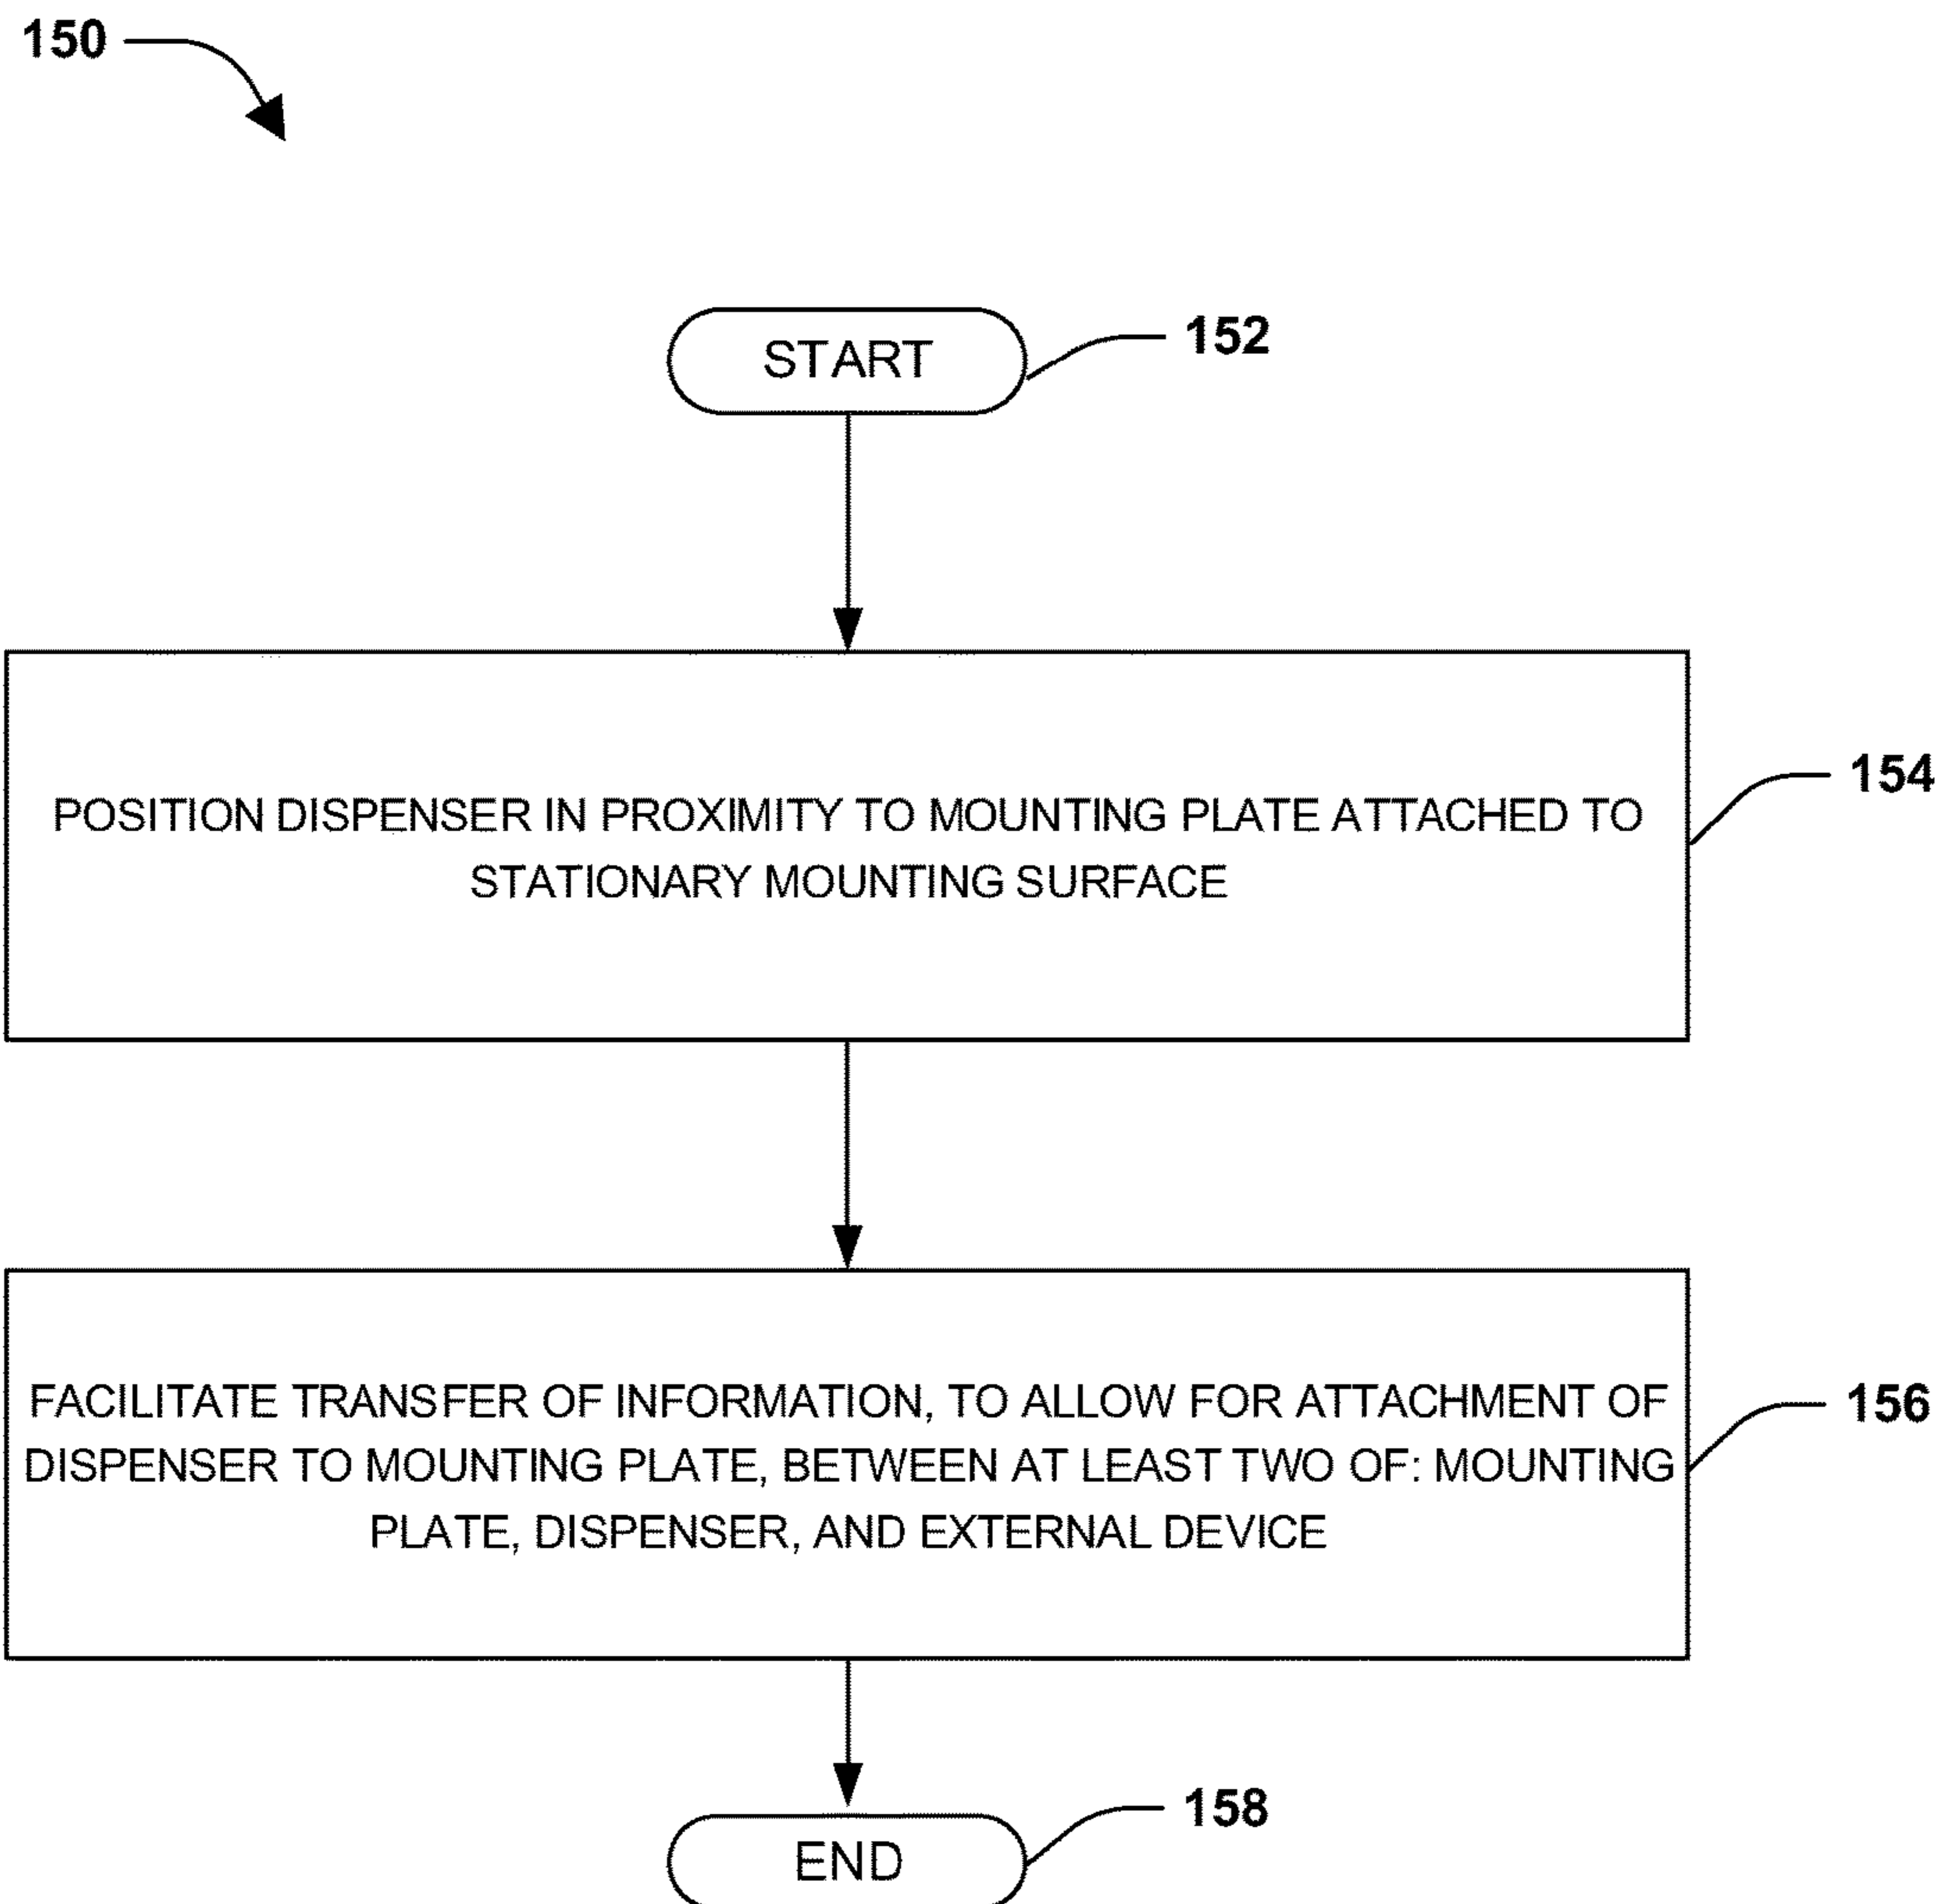 150
START
152
POSITION DISPENSER IN PROXIMITY TO MOUNTING PLATE ATTACHED TO
STATIONARY MOUNTING SURFACE
154
FACILITATE TRANSFER OF INFORMATION, TO ALLOW FOR ATTACHMENT OF
DISPENSER TO MOUNTING PLATE, BETWEEN AT LEAST TWO OF: MOUNTING
PLATE, DISPENSER, AND EXTERNAL DEVICE
156
END
158